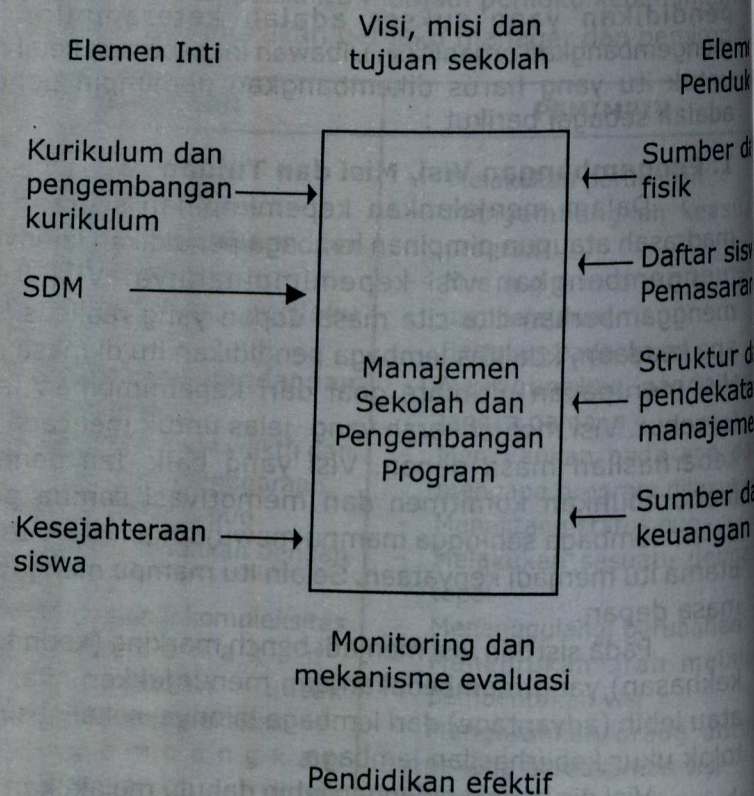 Elemen Inti
Visi, misi dan
tujuan sekolah
Kurikulum dan
pengembangan
kurikulum
SDM
Kesejahteraan
siswa
Manajemen
Sekolah dan
Pengembangan
Program
Sumber
fisik
Daftar
Struktur
Sumber
keuangan
Monitoring dan
mekanisme evaluasi
Pendidikan efektif